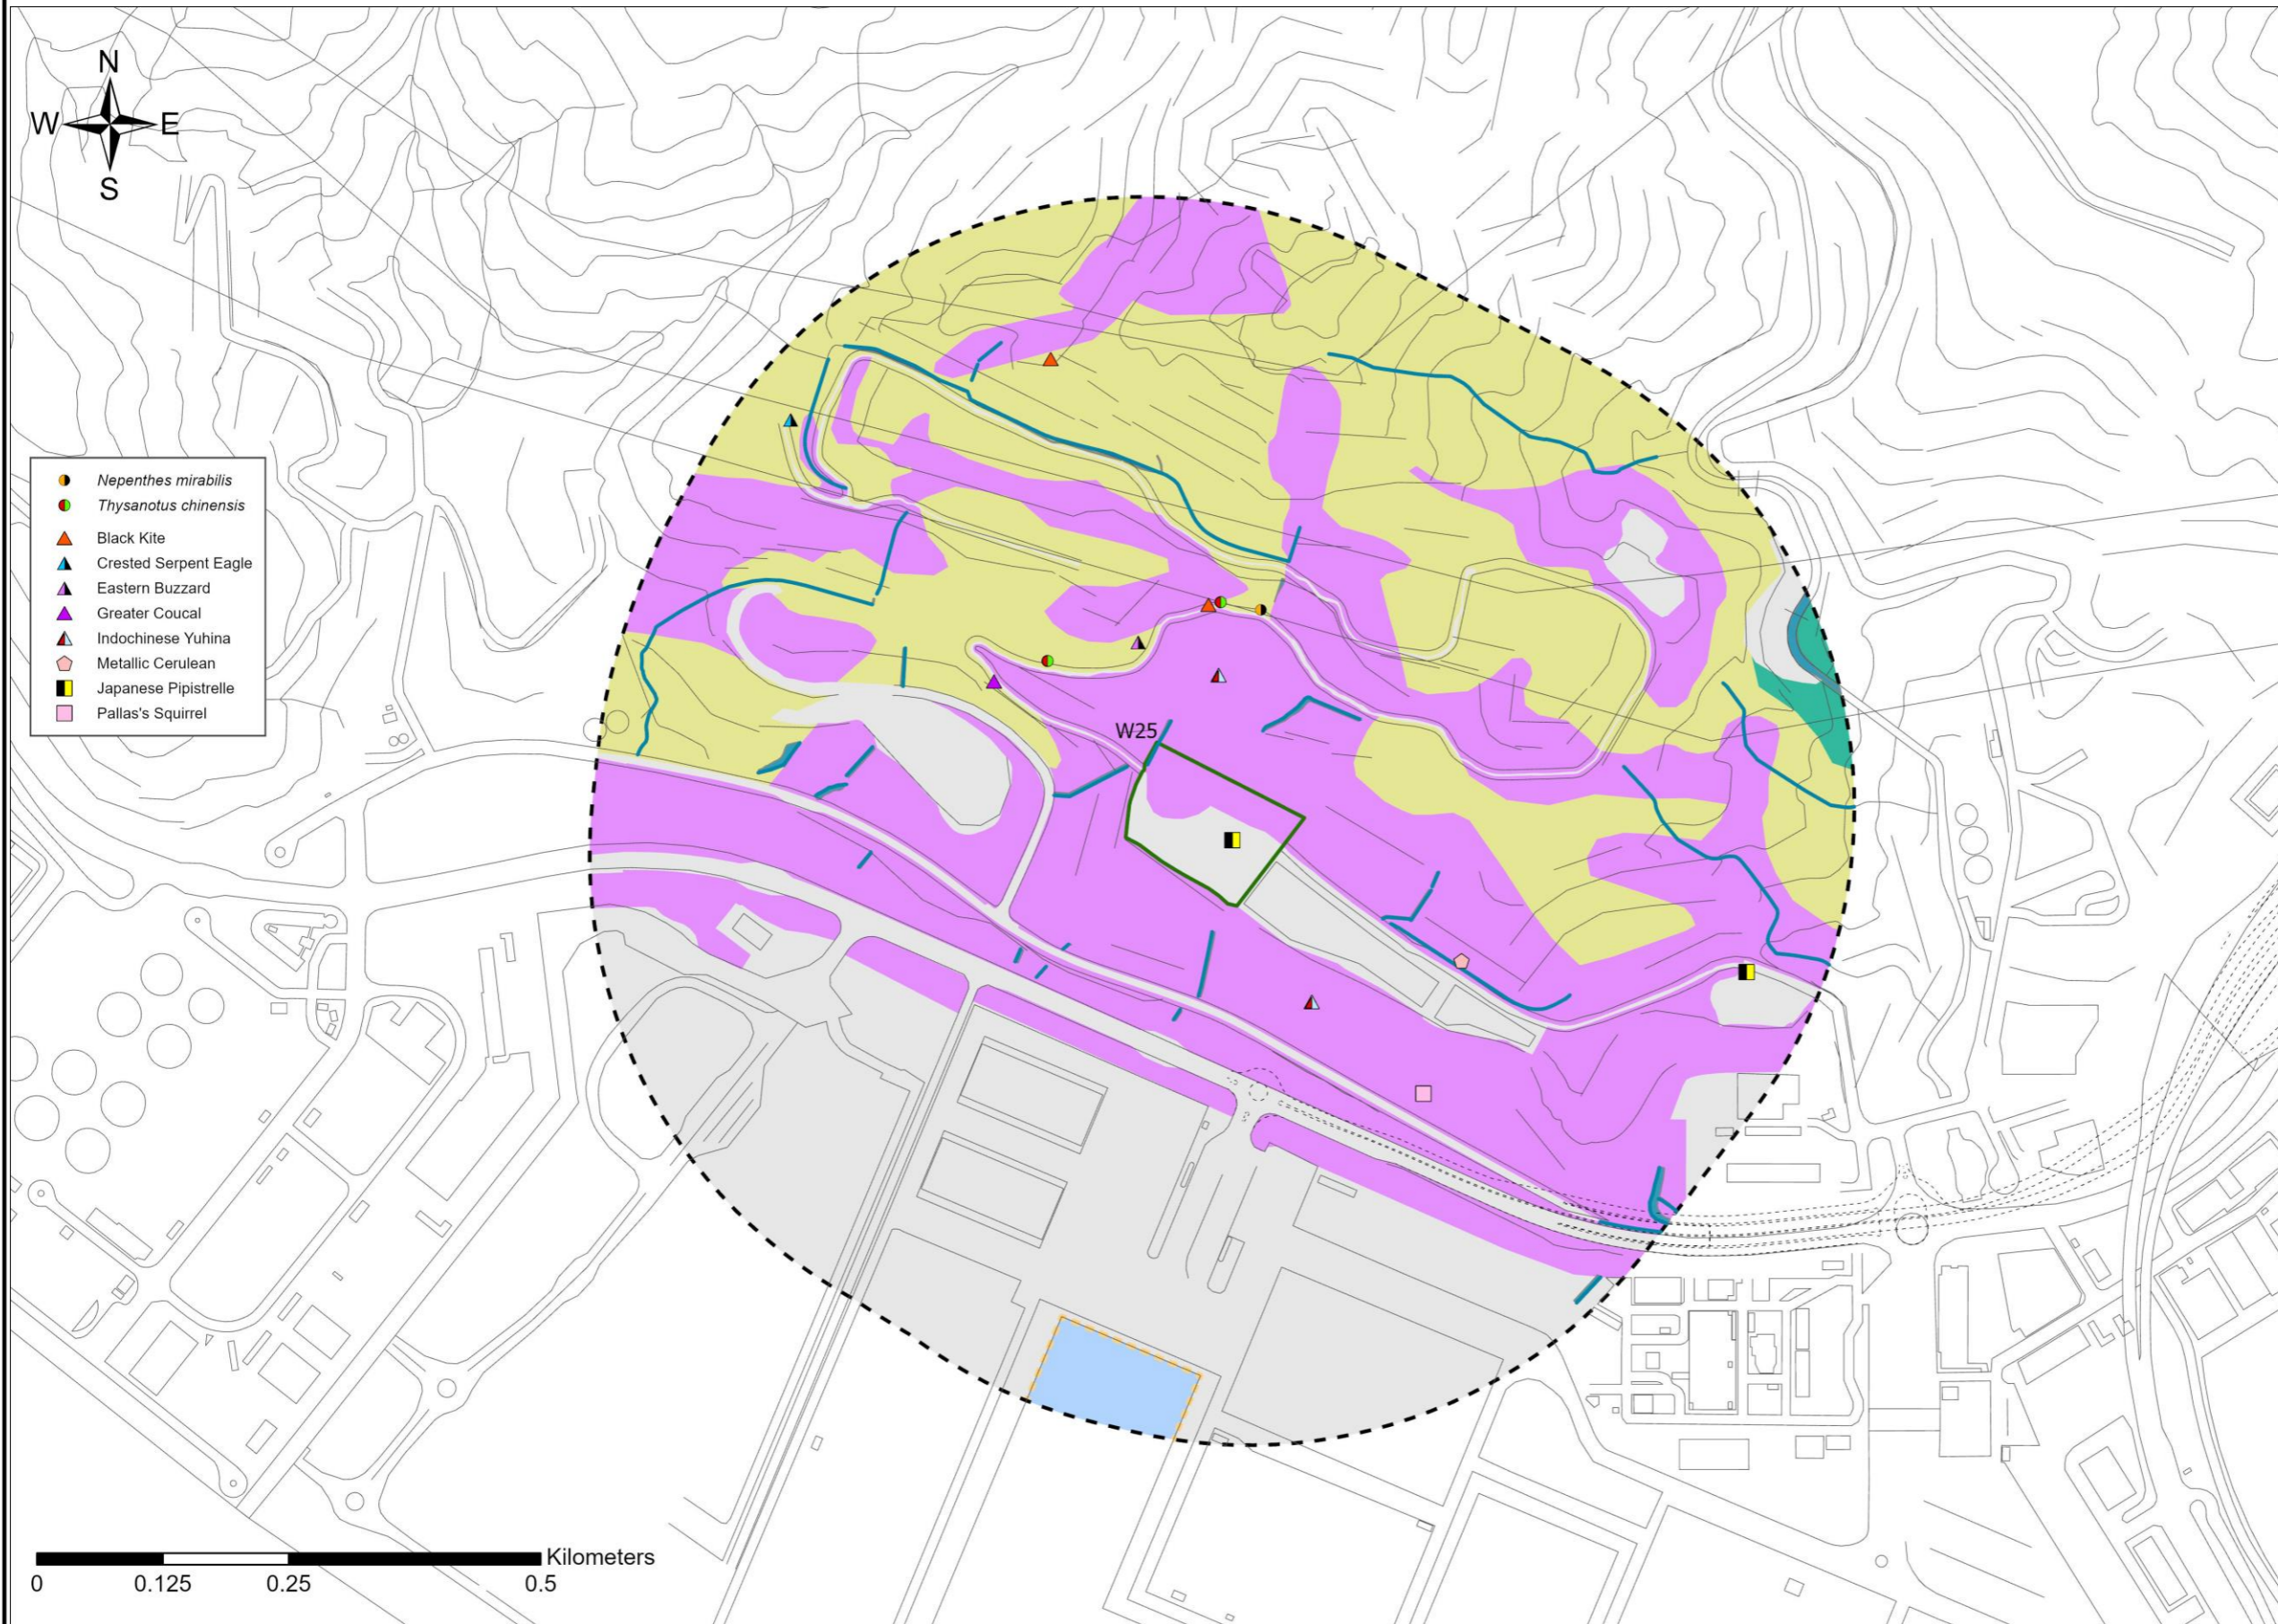 N
W E
S
Nepenthes mirabilis
Thysanotus chinensis
Black Kite
Crested Serpent Eagle
Eastern Buzzard
Greater Coucal
Indochinese Yuhina
Metallic Cerulean
Japanese Pipistrelle
Pallas's Squirrel
W25
Kilometers
0 0.125 0.25 0.5